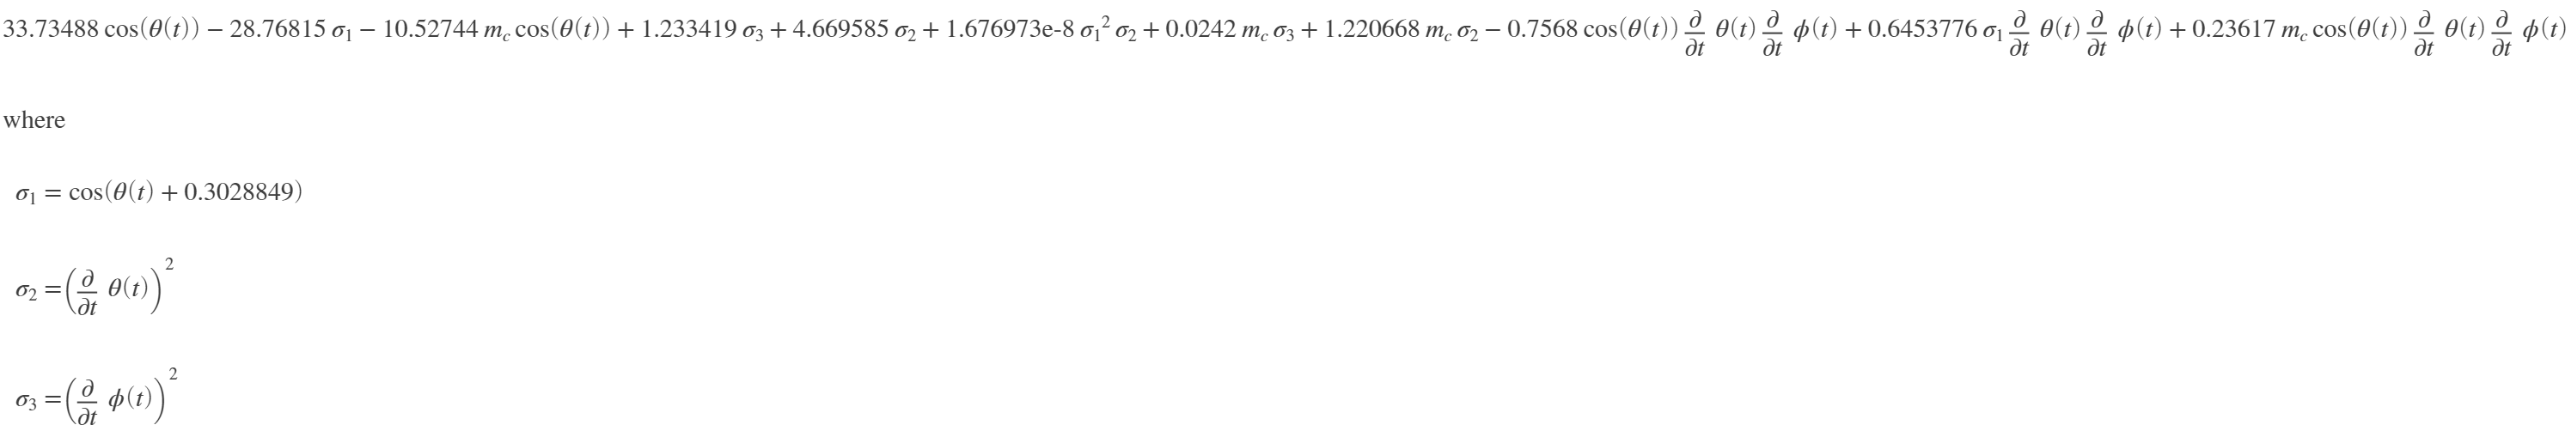 33.73488 cos(θ(t)) − 28.76815 σ₁ − 10.52744 m_c cos(θ(t)) + 1.233419 σ₃ + 4.669585 σ₂ + 1.676973e-8 σ₁² σ₂ + 0.0242 m_c σ₃ + 1.220668 m_c σ₂ − 0.7568 cos(θ(t)) ∂/∂t θ(t) ∂/∂t ϕ(t) + 0.6453776 σ₁ ∂/∂t θ(t) ∂/∂t ϕ(t) + 0.23617 m_c cos(θ(t)) ∂/∂t θ(t) ∂/∂t ϕ(t)
where
σ₁ = cos(θ(t) + 0.3028849)
σ₂ = (∂/∂t θ(t))²
σ₃ = (∂/∂t ϕ(t))²